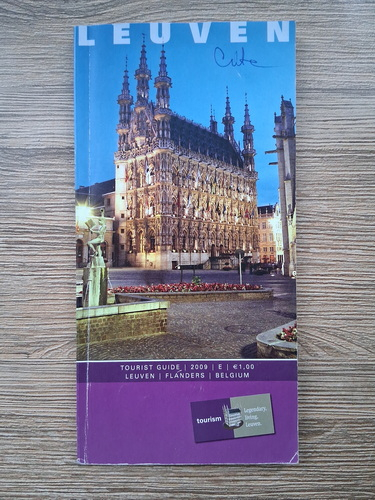 LEUVEN
TOURIST GUIDE | 2009 | E | €1,00
LEUVEN | FLANDERS | BELGIUM
tourism
Legendary.
living.
Leuven.